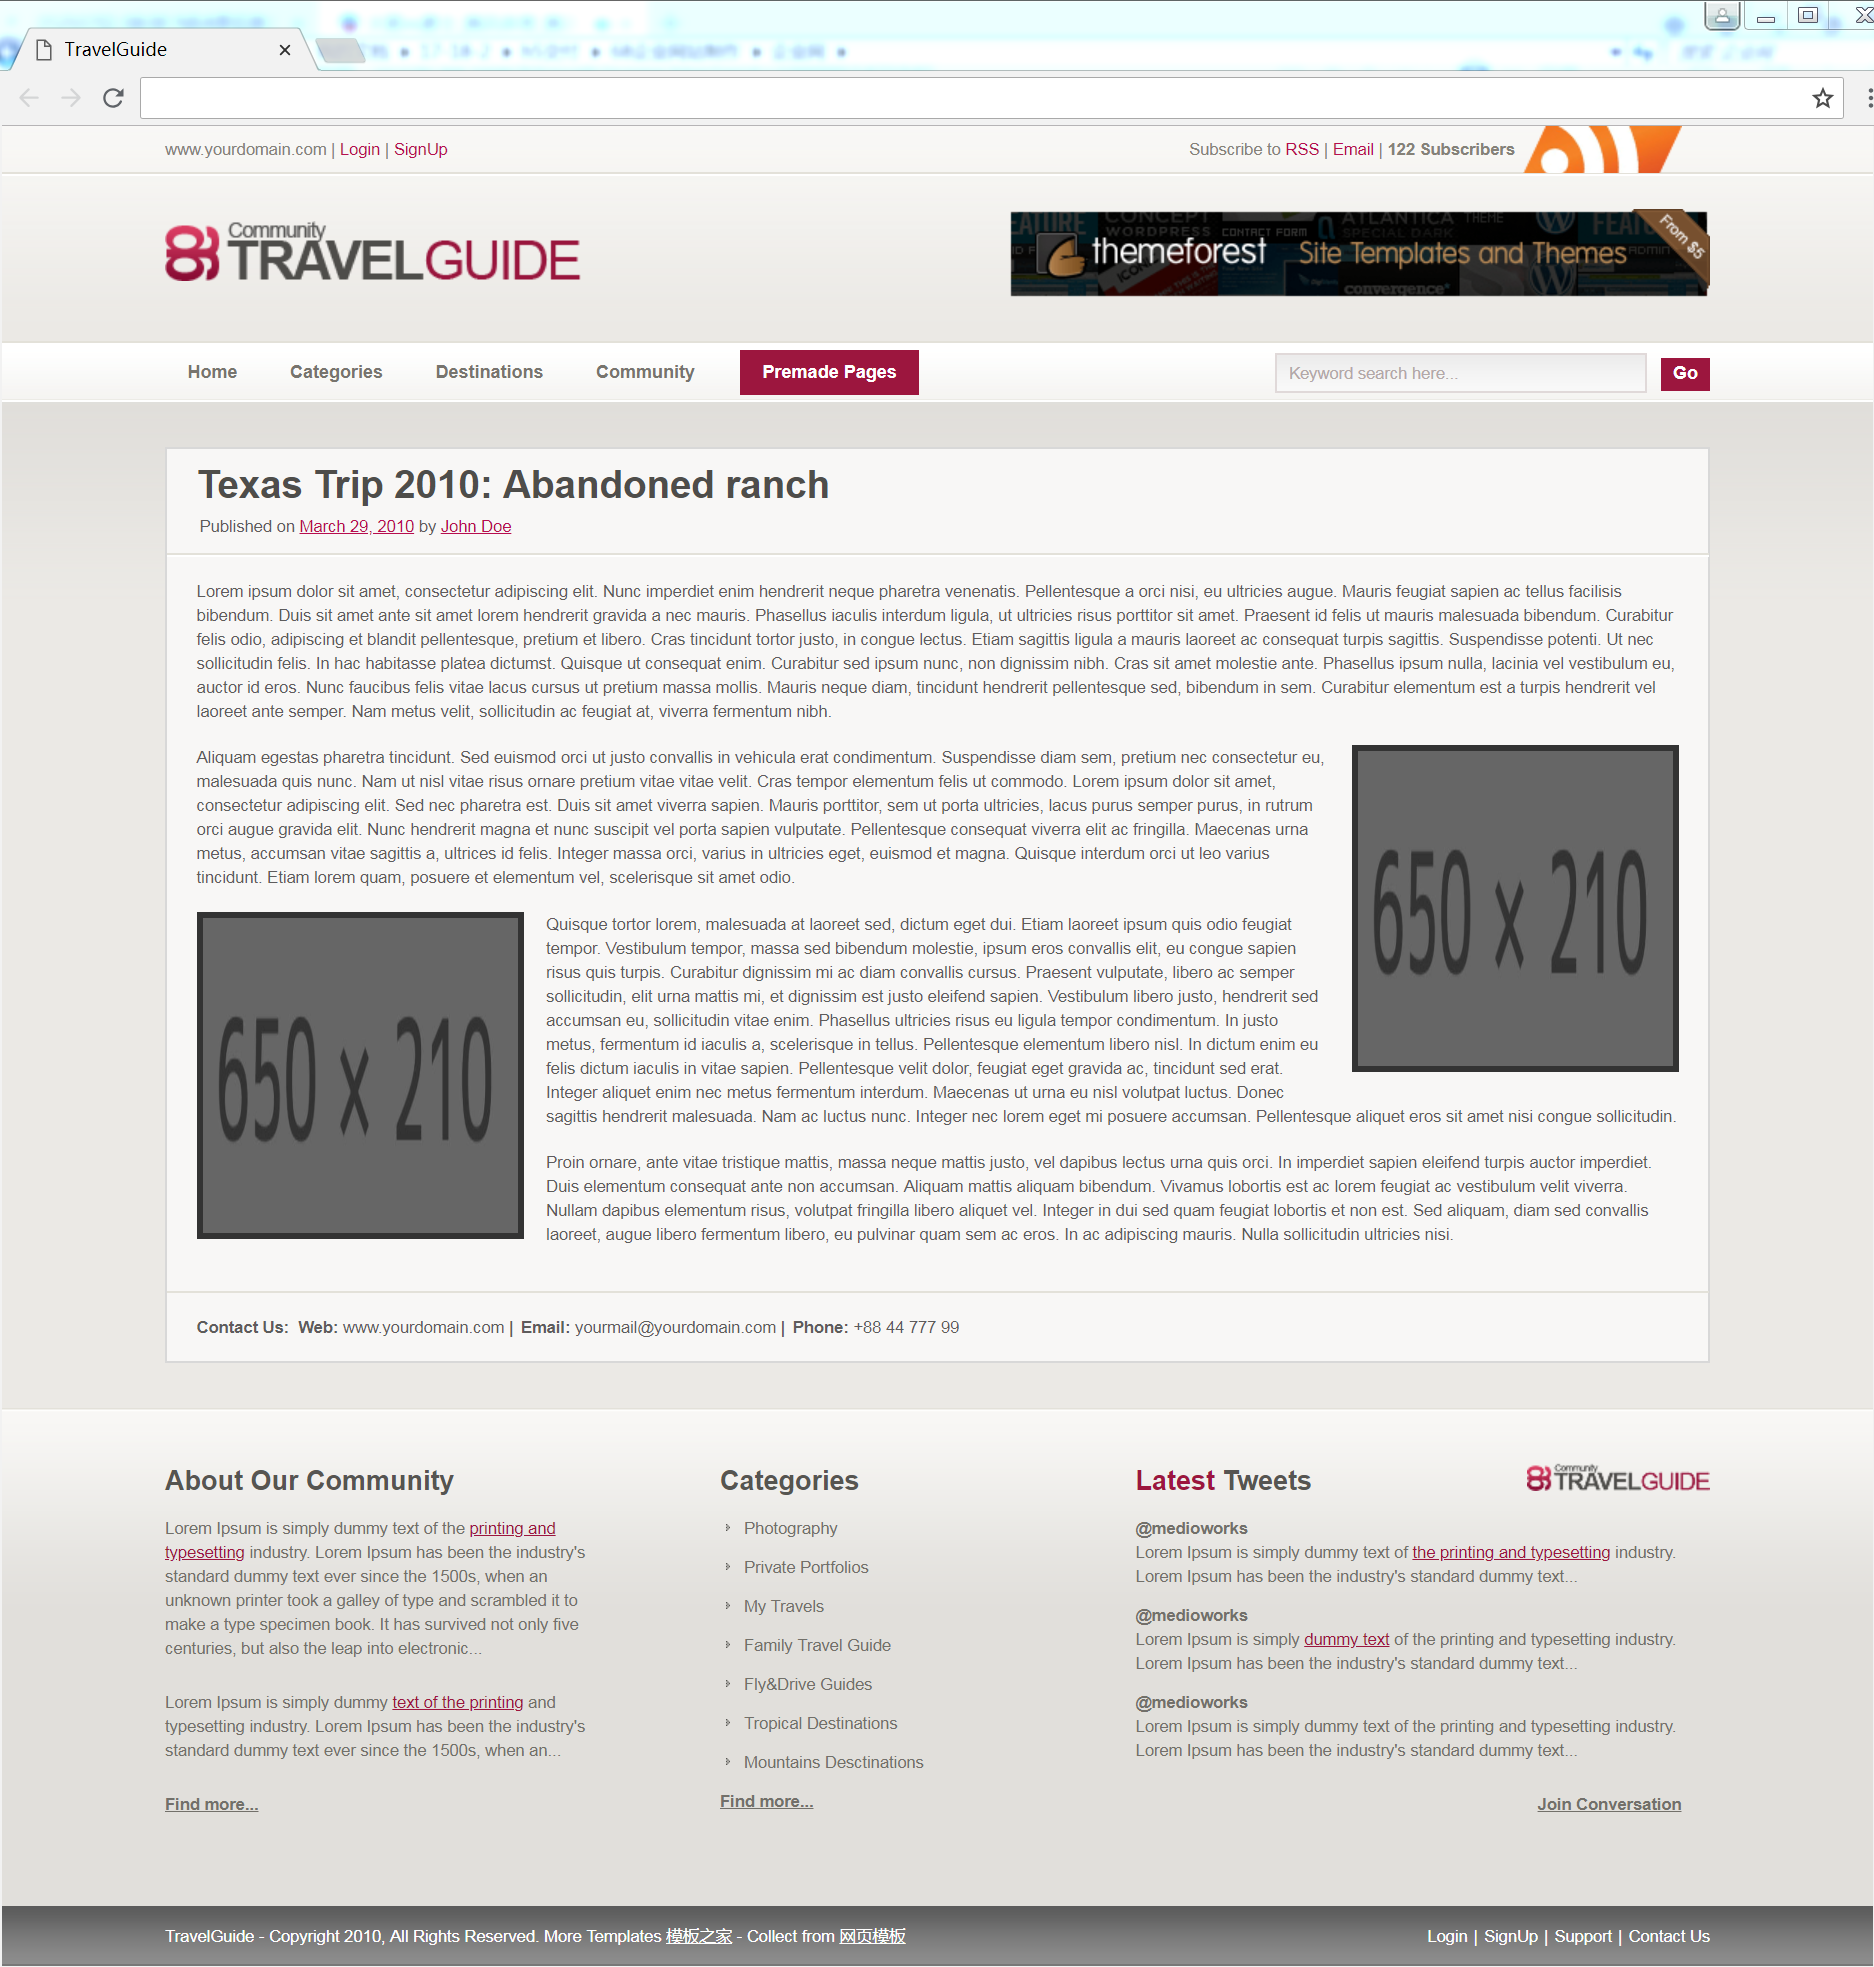 TravelGuide
www.yourdomain.com | Login | SignUp
Subscribe to RSS | Email | 122 Subscribers
Community
TRAVELGUIDE
themeforest Site Templates and Themes From $5
Home Categories Destinations Community Premade Pages
Keyword search here... Go
Texas Trip 2010: Abandoned ranch
Published on March 29, 2010 by John Doe
Lorem ipsum dolor sit amet, consectetur adipiscing elit. Nunc imperdiet enim hendrerit neque pharetra venenatis. Pellentesque a orci nisi, eu ultricies augue. Mauris feugiat sapien ac tellus facilisis
bibendum. Duis sit amet ante sit amet lorem hendrerit gravida a nec mauris. Phasellus iaculis interdum ligula, ut ultricies risus porttitor sit amet. Praesent id felis ut mauris malesuada bibendum. Curabitur
felis odio, adipiscing et blandit pellentesque, pretium et libero. Cras tincidunt tortor justo, in congue lectus. Etiam sagittis ligula a mauris laoreet ac consequat turpis sagittis. Suspendisse potenti. Ut nec
sollicitudin felis. In hac habitasse platea dictumst. Quisque ut consequat enim. Curabitur sed ipsum nunc, non dignissim nibh. Cras sit amet molestie ante. Phasellus ipsum nulla, lacinia vel vestibulum eu,
auctor id eros. Nunc faucibus felis vitae lacus cursus ut pretium massa mollis. Mauris neque diam, tincidunt hendrerit pellentesque sed, bibendum in sem. Curabitur elementum est a turpis hendrerit vel
laoreet ante semper. Nam metus velit, sollicitudin ac feugiat at, viverra fermentum nibh.
Aliquam egestas pharetra tincidunt. Sed euismod orci ut justo convallis in vehicula erat condimentum. Suspendisse diam sem, pretium nec consectetur eu,
malesuada quis nunc. Nam ut nisl vitae risus ornare pretium vitae vitae velit. Cras tempor elementum felis ut commodo. Lorem ipsum dolor sit amet,
consectetur adipiscing elit. Sed nec pharetra est. Duis sit amet viverra sapien. Mauris porttitor, sem ut porta ultricies, lacus purus semper purus, in rutrum
orci augue gravida elit. Nunc hendrerit magna et nunc suscipit vel porta sapien vulputate. Pellentesque consequat viverra elit ac fringilla. Maecenas urna
metus, accumsan vitae sagittis a, ultrices id felis. Integer massa orci, varius in ultricies eget, euismod et magna. Quisque interdum orci ut leo varius
tincidunt. Etiam lorem quam, posuere et elementum vel, scelerisque sit amet odio.
650 × 210
650 × 210
Quisque tortor lorem, malesuada at laoreet sed, dictum eget dui. Etiam laoreet ipsum quis odio feugiat
tempor. Vestibulum tempor, massa sed bibendum molestie, ipsum eros convallis elit, eu congue sapien
risus quis turpis. Curabitur dignissim mi ac diam convallis cursus. Praesent vulputate, libero ac semper
sollicitudin, elit urna mattis mi, et dignissim est justo eleifend sapien. Vestibulum libero justo, hendrerit sed
accumsan eu, sollicitudin vitae enim. Phasellus ultricies risus eu ligula tempor condimentum. In justo
metus, fermentum id iaculis a, scelerisque in tellus. Pellentesque elementum libero nisl. In dictum enim eu
felis dictum iaculis in vitae sapien. Pellentesque velit dolor, feugiat eget gravida ac, tincidunt sed erat.
Integer aliquet enim nec metus fermentum interdum. Maecenas ut urna eu nisl volutpat luctus. Donec
sagittis hendrerit malesuada. Nam ac luctus nunc. Integer nec lorem eget mi posuere accumsan. Pellentesque aliquet eros sit amet nisi congue sollicitudin.
Proin ornare, ante vitae tristique mattis, massa neque mattis justo, vel dapibus lectus urna quis orci. In imperdiet sapien eleifend turpis auctor imperdiet.
Duis elementum consequat ante non accumsan. Aliquam mattis aliquam bibendum. Vivamus lobortis est ac lorem feugiat ac vestibulum velit viverra.
Nullam dapibus elementum risus, volutpat fringilla libero aliquet vel. Integer in dui sed quam feugiat lobortis et non est. Sed aliquam, diam sed convallis
laoreet, augue libero fermentum libero, eu pulvinar quam sem ac eros. In ac adipiscing mauris. Nulla sollicitudin ultricies nisi.
Contact Us: Web: www.yourdomain.com | Email: yourmail@yourdomain.com | Phone: +88 44 777 99
About Our Community
Lorem Ipsum is simply dummy text of the printing and
typesetting industry. Lorem Ipsum has been the industry's
standard dummy text ever since the 1500s, when an
unknown printer took a galley of type and scrambled it to
make a type specimen book. It has survived not only five
centuries, but also the leap into electronic...
Lorem Ipsum is simply dummy text of the printing and
typesetting industry. Lorem Ipsum has been the industry's
standard dummy text ever since the 1500s, when an...
Find more...
Categories
Photography
Private Portfolios
My Travels
Family Travel Guide
Fly&Drive Guides
Tropical Destinations
Mountains Desctinations
Find more...
Latest Tweets
Community
TRAVELGUIDE
@medioworks
Lorem Ipsum is simply dummy text of the printing and typesetting industry.
Lorem Ipsum has been the industry's standard dummy text...
@medioworks
Lorem Ipsum is simply dummy text of the printing and typesetting industry.
Lorem Ipsum has been the industry's standard dummy text...
@medioworks
Lorem Ipsum is simply dummy text of the printing and typesetting industry.
Lorem Ipsum has been the industry's standard dummy text...
Join Conversation
TravelGuide - Copyright 2010, All Rights Reserved. More Templates 模板之家 - Collect from 网页模板
Login | SignUp | Support | Contact Us